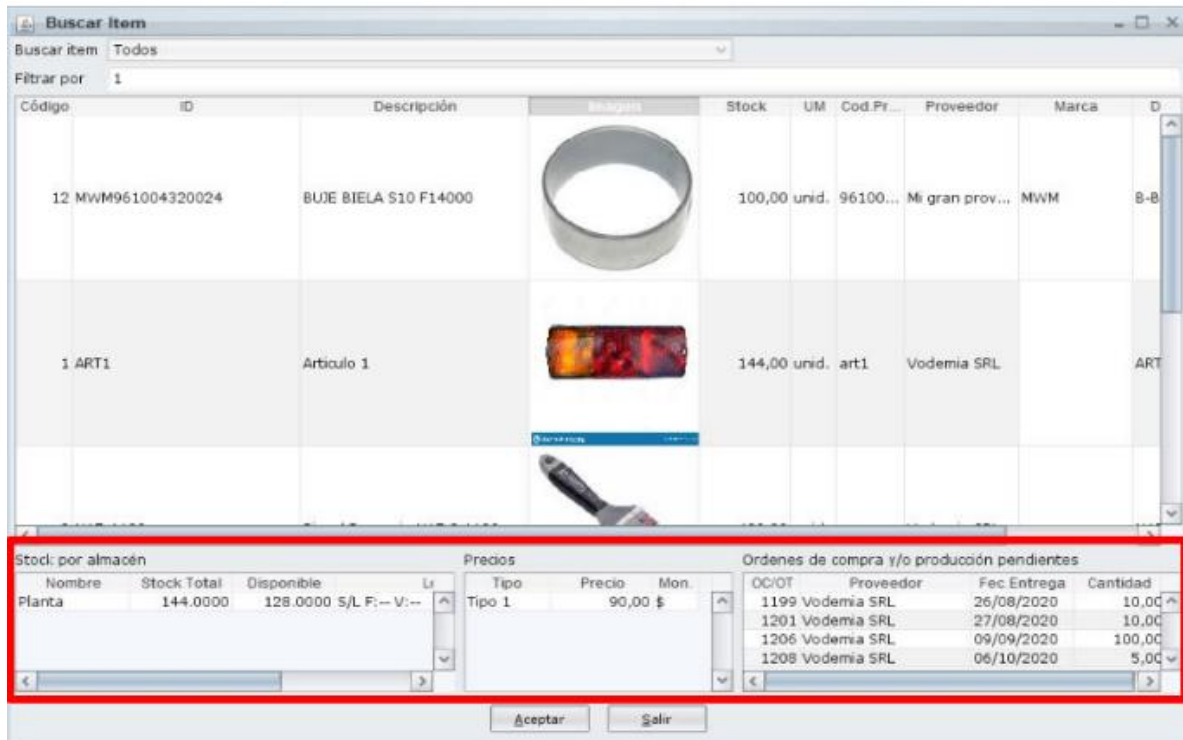 Buscar Item
Buscar item Todos
Filtrar por 1
Código ID Descripción Imagen Stock UM Cod.Pr... Proveedor Marca D
12 MWM961004320024 BUJE BIELA S10 F14000 100,00 unid. 96100... Mi gran prov... MWM B-B
1 ART1 Articulo 1 144,00 unid. art1 Vodemia SRL ART
Stock por almacén Precios Ordenes de compra y/o producción pendientes
Nombre Stock Total Disponible Tipo Precio Mon. OC/OT Proveedor Fec Entrega Cantidad
Planta 144.0000 128.0000 S/L F:-- V:-- Tipo 1 90,00 $ 1199 Vodemia SRL 26/08/2020 10,00
1201 Vodemia SRL 27/08/2020 10,00
1206 Vodemia SRL 09/09/2020 100,00
1208 Vodemia SRL 06/10/2020 5,00
Aceptar Salir